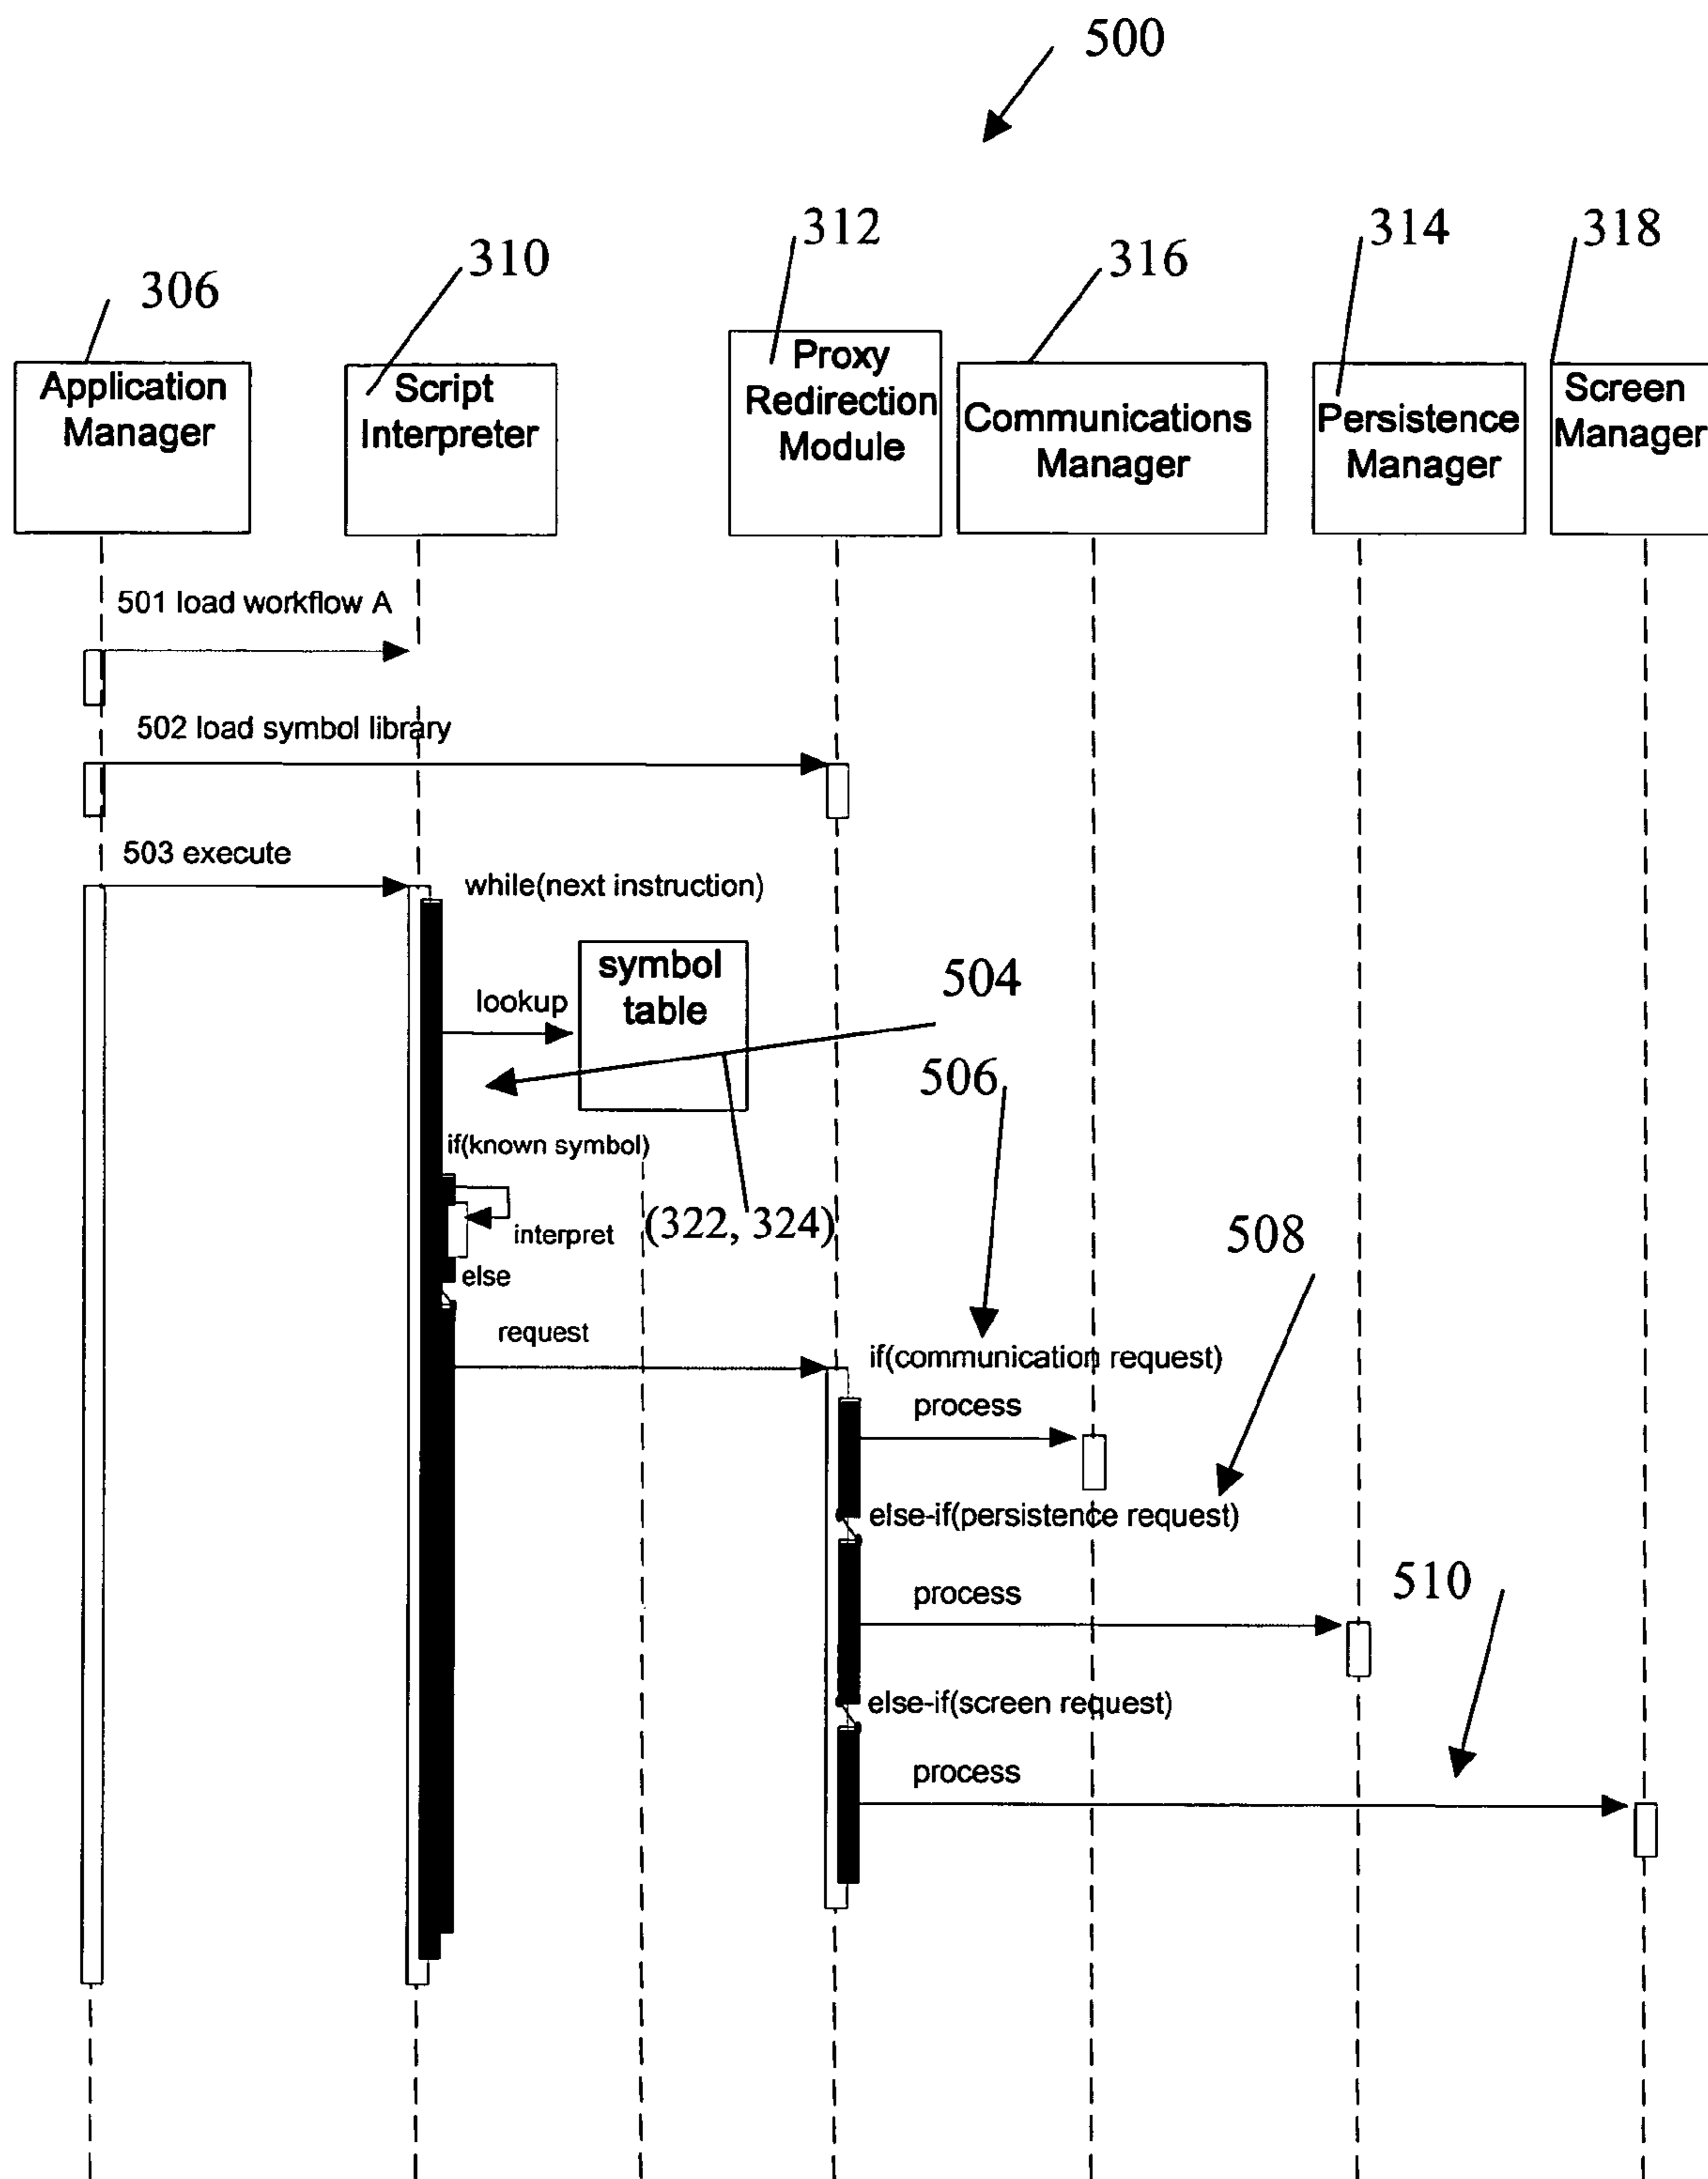 500
312
314
318
310
316
306
Application
Manager
Script
Interpreter
Proxy
Redirection
Module
Communications
Manager
Persistence
Manager
Screen
Manager
501 load workflow A
502 load symbol library
503 execute
while(next instruction)
symbol
table
lookup
504
506
if(known symbol)
interpret
(322, 324)
508
else
request
if(communication request)
process
else-if(persistence request)
process
510
else-if(screen request)
process